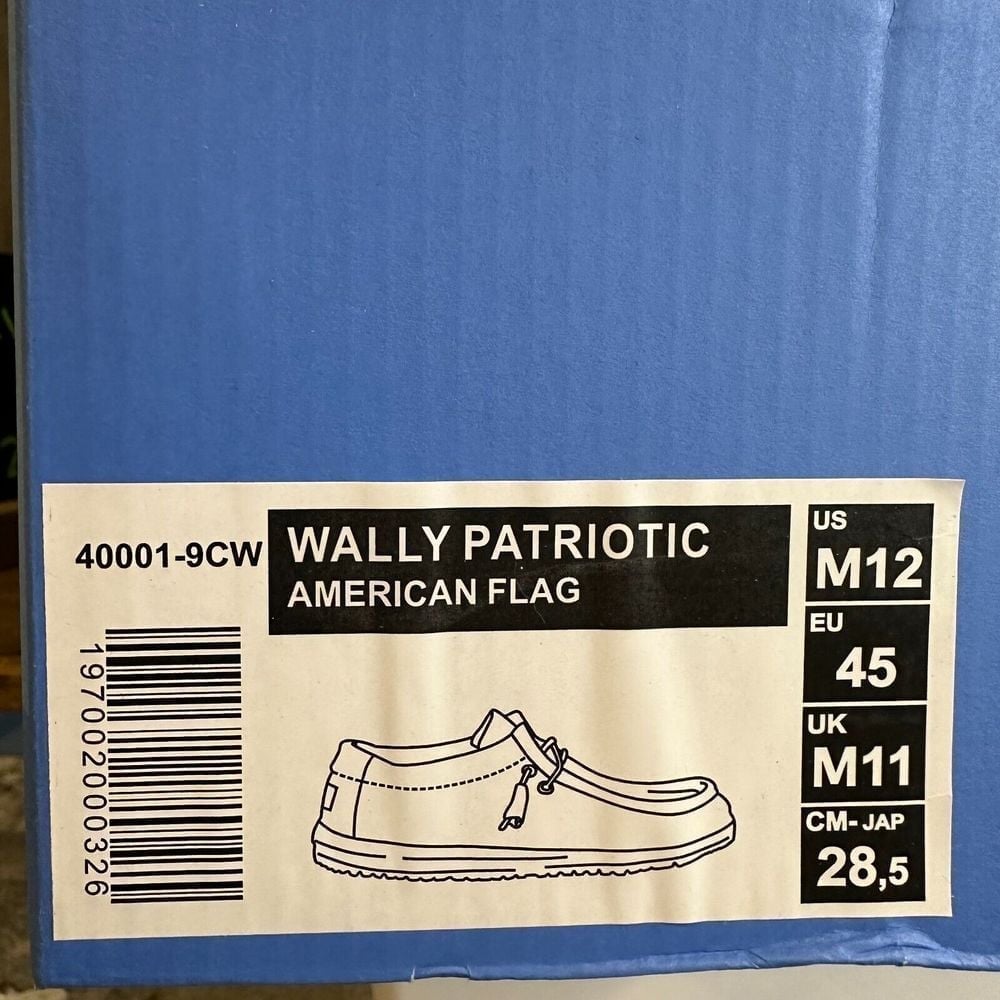 40001-9CW
WALLY PATRIOTIC
AMERICAN FLAG
197002000326
US
M12
EU
45
UK
M11
CM-JAP
28,5